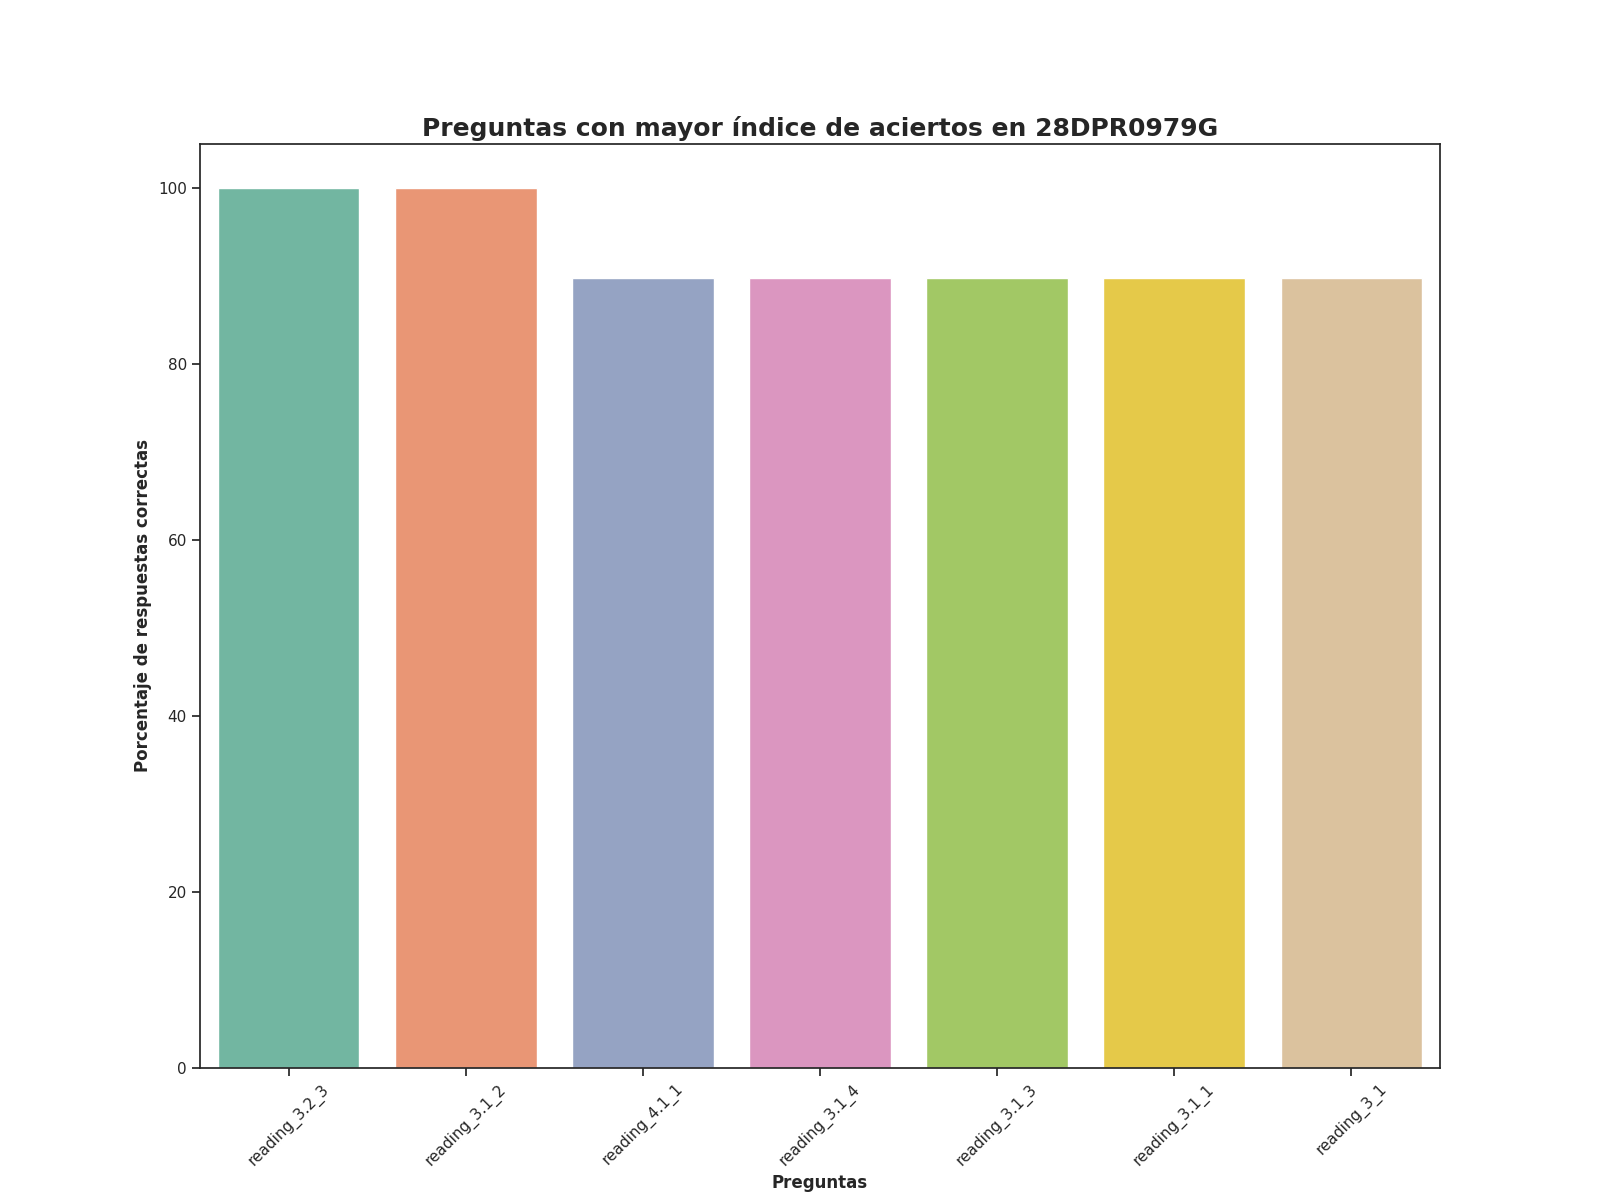 Preguntas con mayor índice de aciertos en 28DPR0979G
Porcentaje de respuestas correctas
100
80
60
40
20
0
reading_3.2_3
reading_3.1_2
reading_4.1_1
reading_3.1_4
reading_3.1_3
reading_3.1_1
reading_3_1
Preguntas